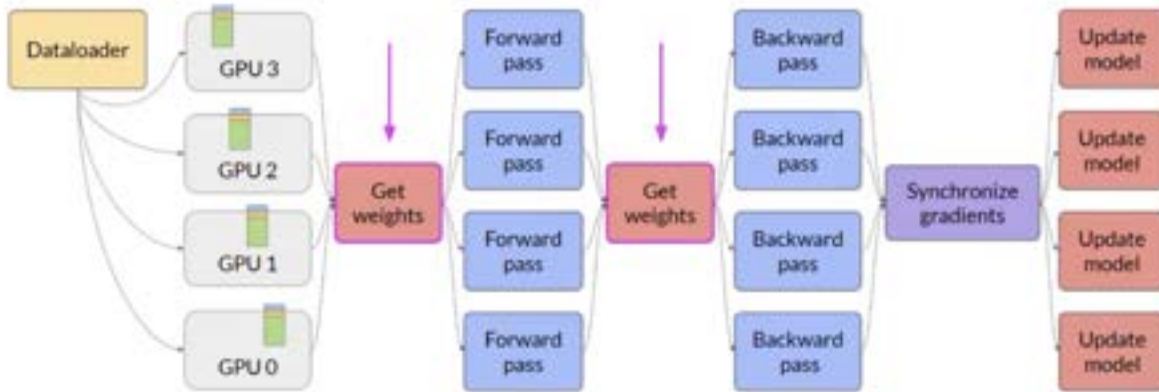 Dataloader
GPU 3
GPU 2
GPU 1
GPU 0
Get
weights
Forward
pass
Forward
pass
Forward
pass
Forward
pass
Get
weights
Backward
pass
Backward
pass
Backward
pass
Backward
pass
Synchronize
gradients
Update
model
Update
model
Update
model
Update
model